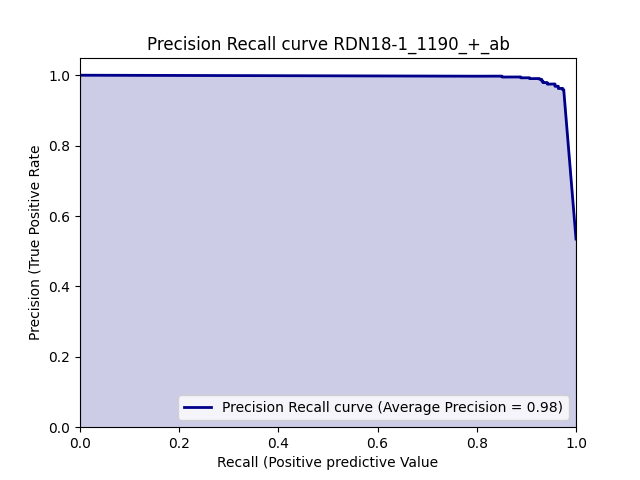 Precision Recall curve RDN18-1_1190_+_ab
Precision (True Positive Rate
1.0
0.8
0.6
0.4
0.2
0.0
Precision Recall curve (Average Precision = 0.98)
0.0 0.2 0.4 0.6 0.8 1.0
Recall (Positive predictive Value